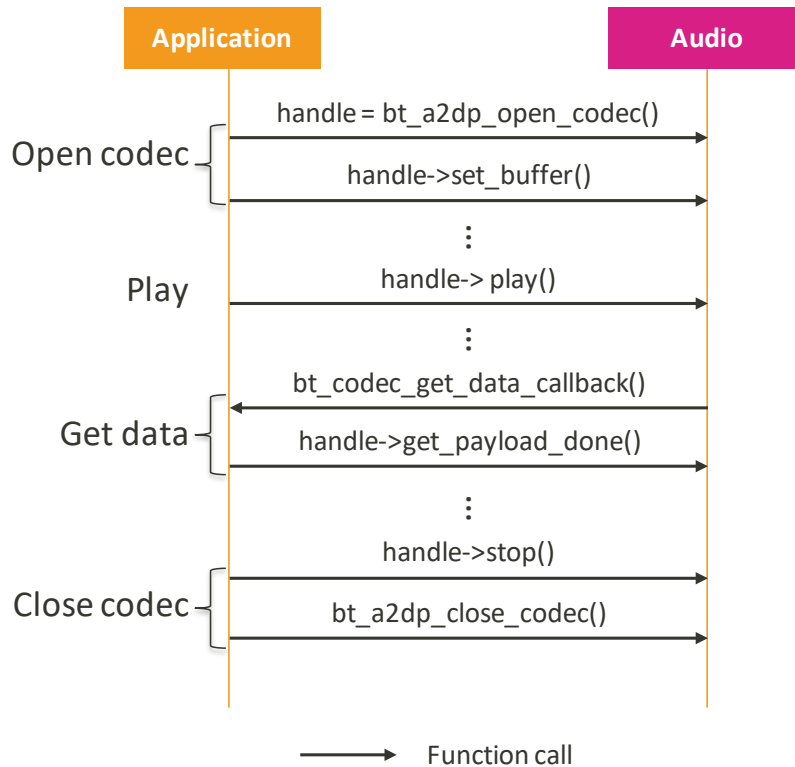 Application
Audio
handle = bt_a2dp_open_codec()
Open codec
handle->set_buffer()
⋮
handle-> play()
Play
⋮
bt_codec_get_data_callback()
Get data
handle->get_payload_done()
⋮
handle->stop()
Close codec
bt_a2dp_close_codec()
Function call